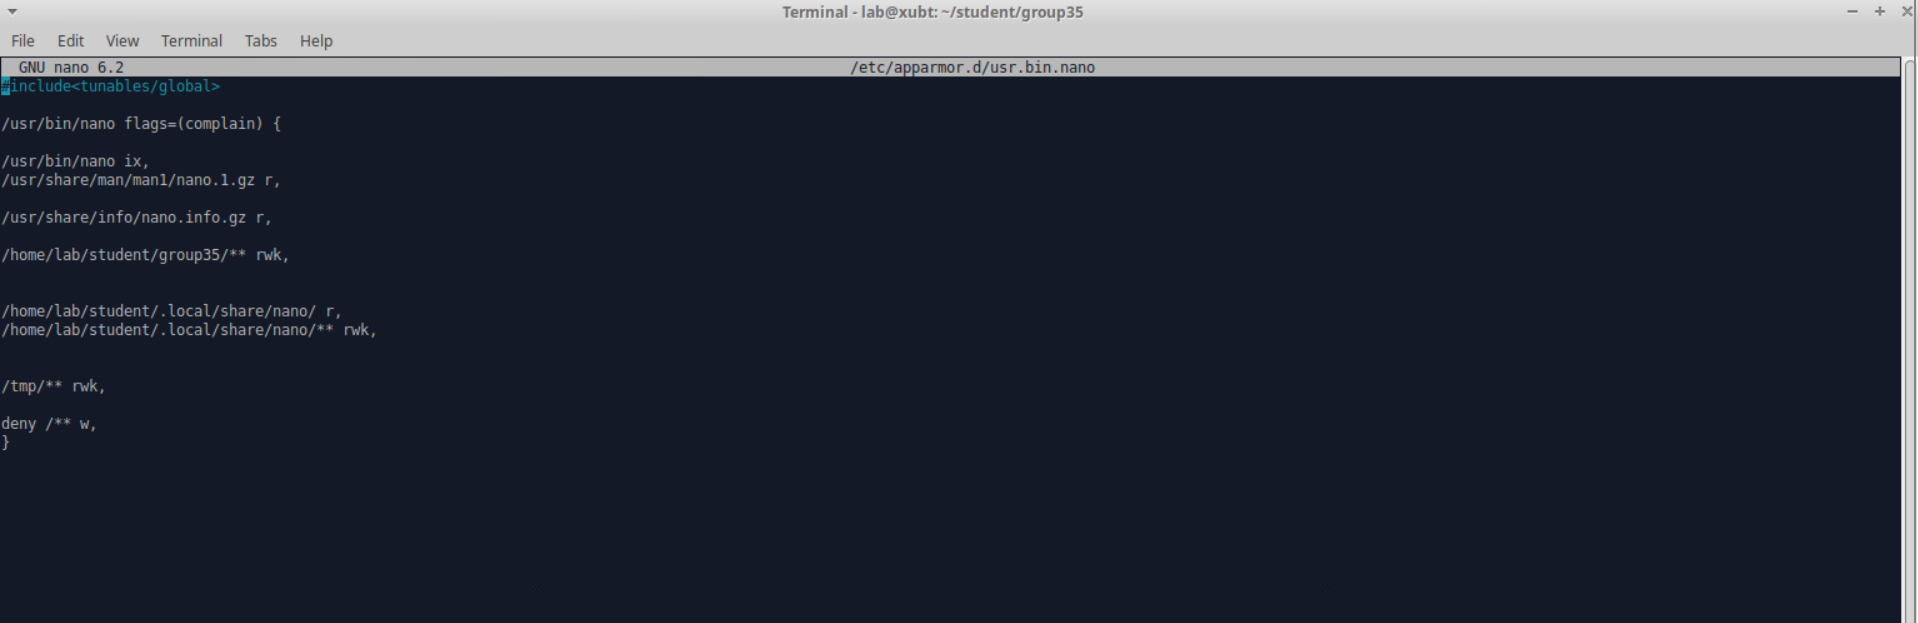 Terminal - lab@xubt: ~/student/group35
File Edit View Terminal Tabs Help
GNU nano 6.2 /etc/apparmor.d/usr.bin.nano
#include<tunables/global>
/usr/bin/nano flags=(complain) {
/usr/bin/nano ix,
/usr/share/man/man1/nano.1.gz r,
/usr/share/info/nano.info.gz r,
/home/lab/student/group35/** rwk,
/home/lab/student/.local/share/nano/ r,
/home/lab/student/.local/share/nano/** rwk,
/tmp/** rwk,
deny /** w,
}